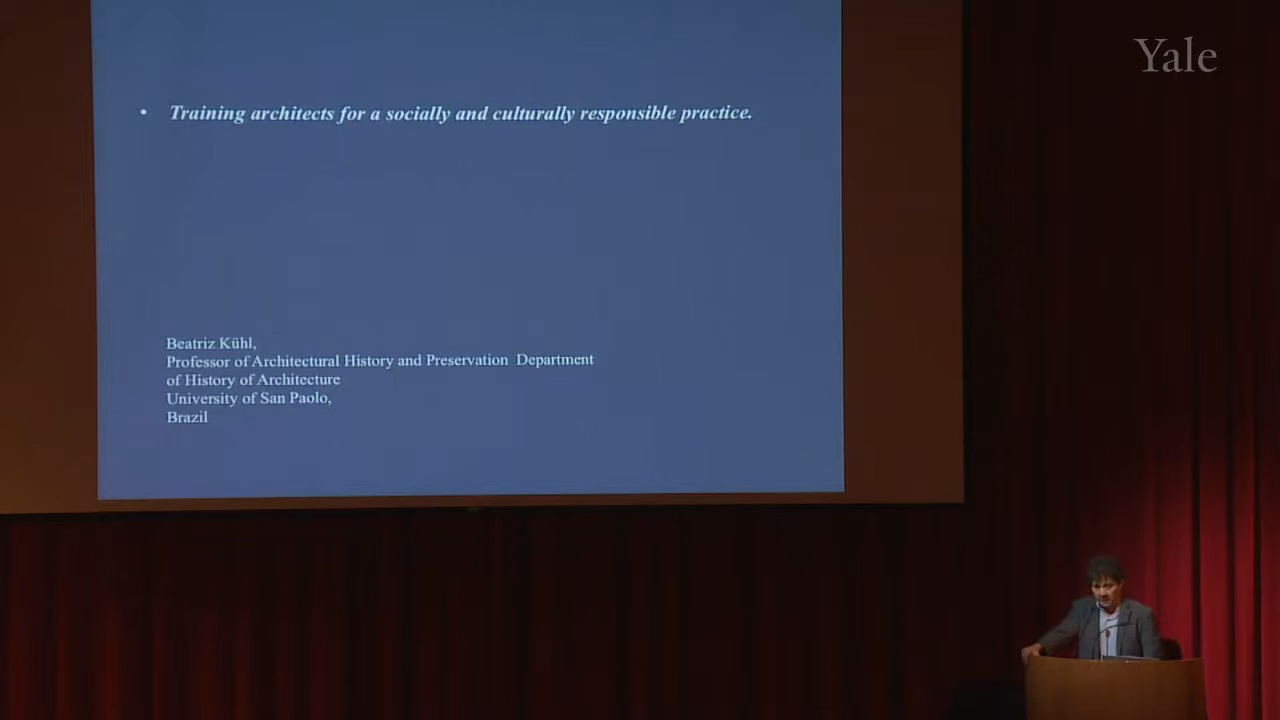 Yale
• Training architects for a socially and culturally responsible practice.
Beatriz Kühl,
Professor of Architectural History and Preservation Department
of History of Architecture
University of San Paolo,
Brazil